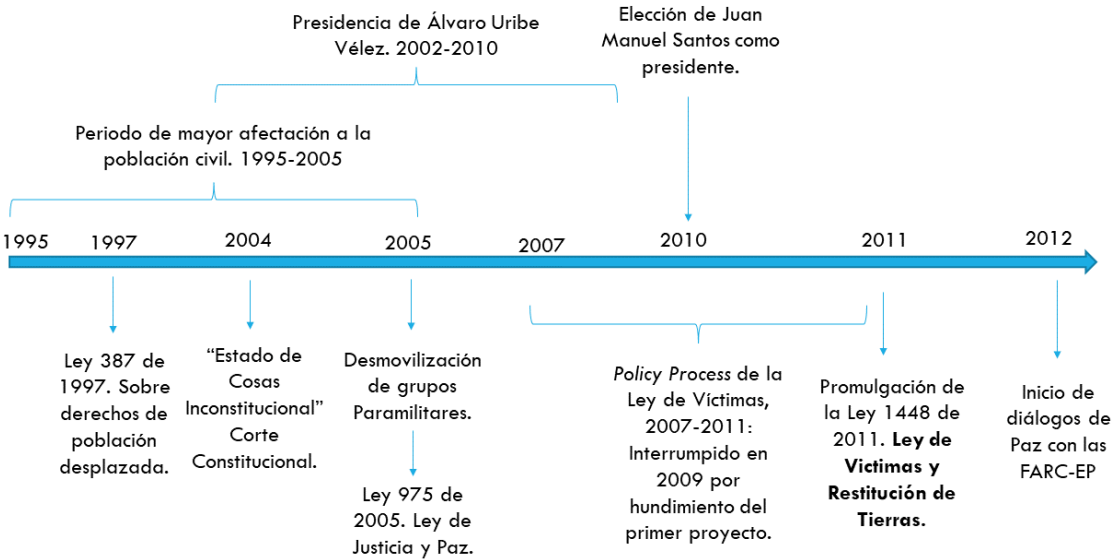 Presidencia de Álvaro Uribe
Vélez. 2002-2010
Elección de Juan
Manuel Santos como
presidente.
Periodo de mayor afectación a la
población civil. 1995-2005
1995 1997 2004 2005 2007 2010 2011 2012
Ley 387 de
1997. Sobre
derechos de
población
desplazada.
“Estado de
Cosas
Inconstitucional”
Corte
Constitucional.
Desmovilización
de grupos
Paramilitares.
Ley 975 de
2005. Ley de
Justicia y Paz.
Policy Process de la
Ley de Víctimas,
2007-2011:
Interrumpido en
2009 por
hundimiento del
primer proyecto.
Promulgación de
la Ley 1448 de
2011. Ley de
Victimas y
Restitución de
Tierras.
Inicio de
diálogos de
Paz con las
FARC-EP